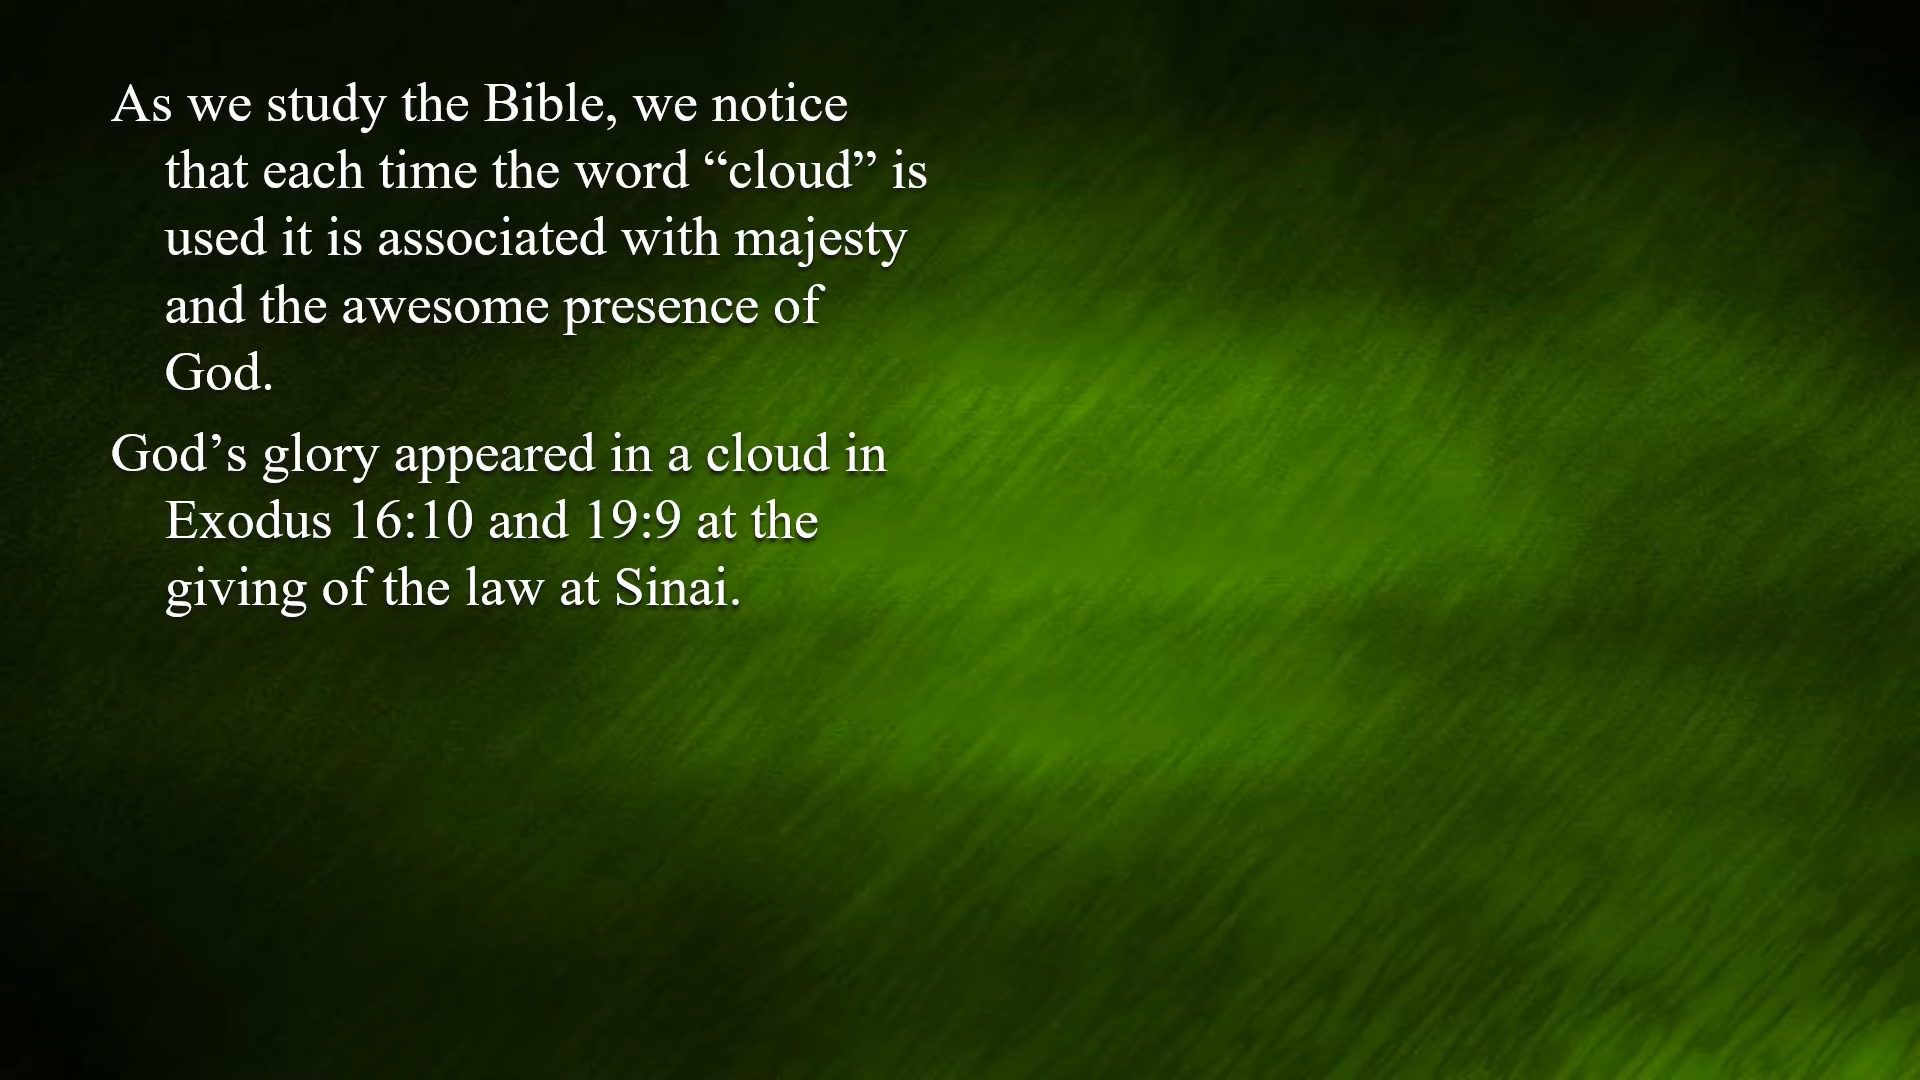 As we study the Bible, we notice
that each time the word “cloud” is
used it is associated with majesty
and the awesome presence of
God.
God’s glory appeared in a cloud in
Exodus 16:10 and 19:9 at the
giving of the law at Sinai.